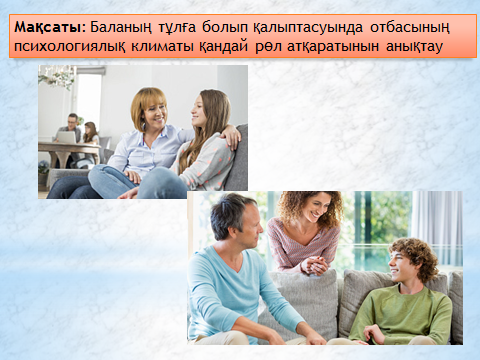 Мақсаты: Баланың тұлға болып қалыптасуында отбасының
психологиялық климаты қандай рөл атқаратынын анықтау